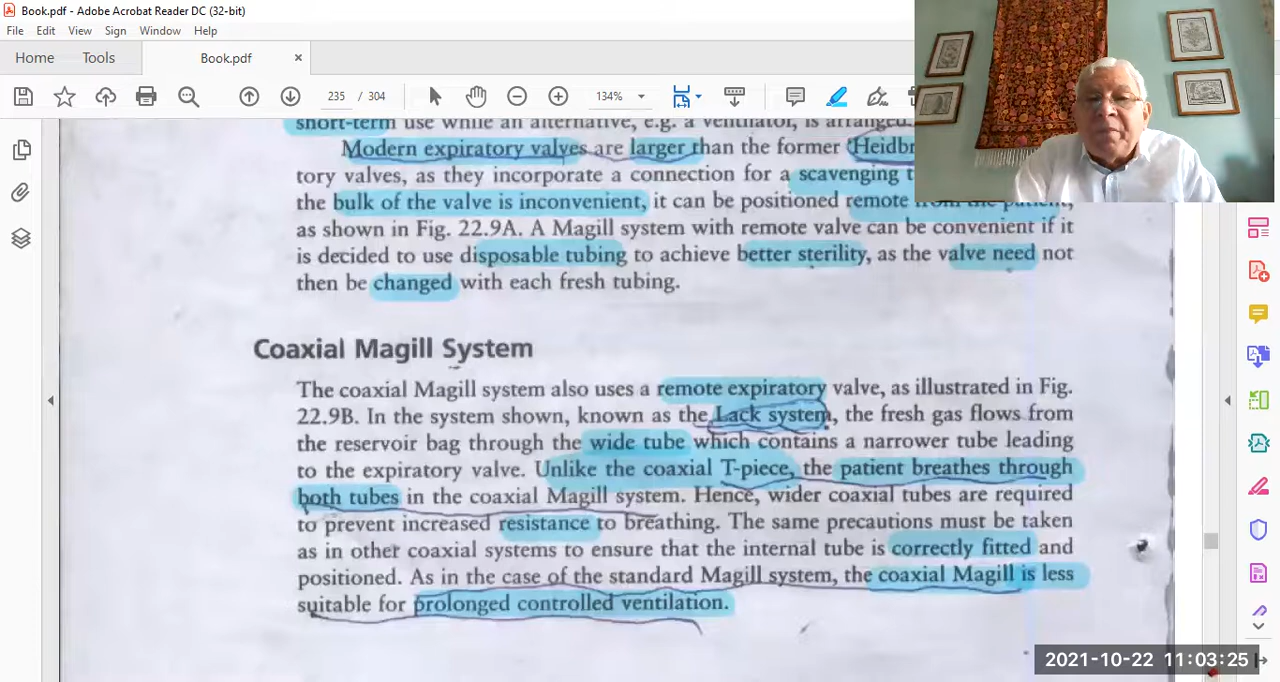 Book.pdf - Adobe Acrobat Reader DC (32-bit)
File Edit View Sign Window Help
Home Tools Book.pdf ×
235 / 304 134%
short-term use while an alternative, e.g. a ventilator, is arranged.
Modern expiratory valves are larger than the former Heidbr
tory valves, as they incorporate a connection for a scavenging t
the bulk of the valve is inconvenient, it can be positioned remote from the patient,
as shown in Fig. 22.9A. A Magill system with remote valve can be convenient if it
is decided to use disposable tubing to achieve better sterility, as the valve need not
then be changed with each fresh tubing.
Coaxial Magill System
The coaxial Magill system also uses a remote expiratory valve, as illustrated in Fig.
22.9B. In the system shown, known as the Lack system, the fresh gas flows from
the reservoir bag through the wide tube which contains a narrower tube leading
to the expiratory valve. Unlike the coaxial T-piece, the patient breathes through
both tubes in the coaxial Magill system. Hence, wider coaxial tubes are required
to prevent increased resistance to breathing. The same precautions must be taken
as in other coaxial systems to ensure that the internal tube is correctly fitted and
positioned. As in the case of the standard Magill system, the coaxial Magill is less
suitable for prolonged controlled ventilation.
2021-10-22 11:03:25